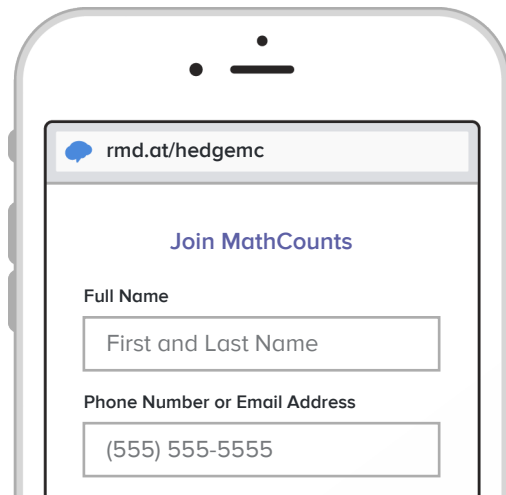 rmd.at/hedgemc
Join MathCounts
Full Name
First and Last Name
Phone Number or Email Address
(555) 555-5555